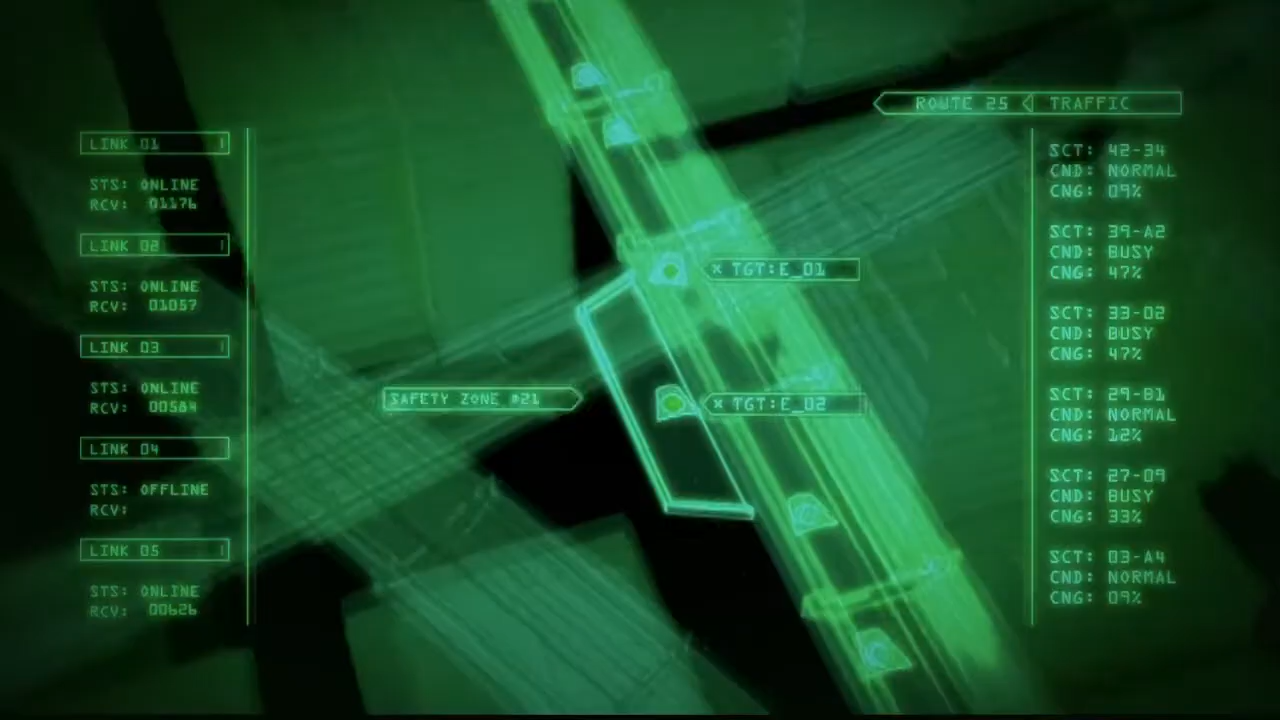 LINK 01
STS: ONLINE
RCV: 01176
LINK 02
STS: ONLINE
RCV: 01057
LINK 03
STS: ONLINE
RCV: 00584
LINK 04
STS: OFFLINE
RCV:
LINK 05
STS: ONLINE
RCV: 00626
SAFETY ZONE #21
× TGT:E_01
× TGT:E_02
ROUTE 25 TRAFFIC
SCT: 42-34
CND: NORMAL
CNG: 09%
SCT: 39-A2
CND: BUSY
CNG: 47%
SCT: 33-02
CND: BUSY
CNG: 47%
SCT: 29-B1
CND: NORMAL
CNG: 12%
SCT: 27-09
CND: BUSY
CNG: 33%
SCT: 03-A4
CND: NORMAL
CNG: 09%